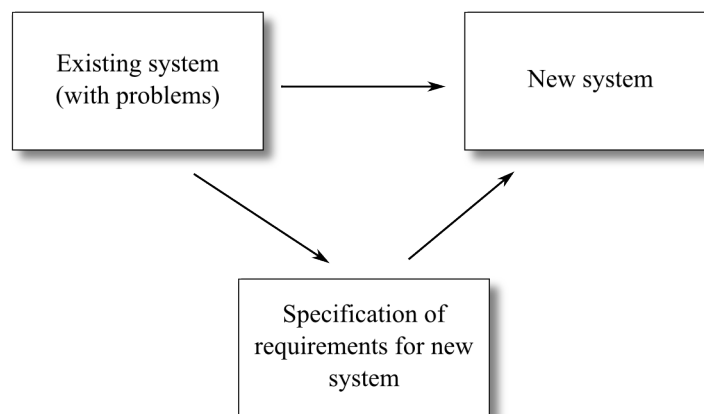 Existing system
(with problems)
New system
Specification of
requirements for new
system